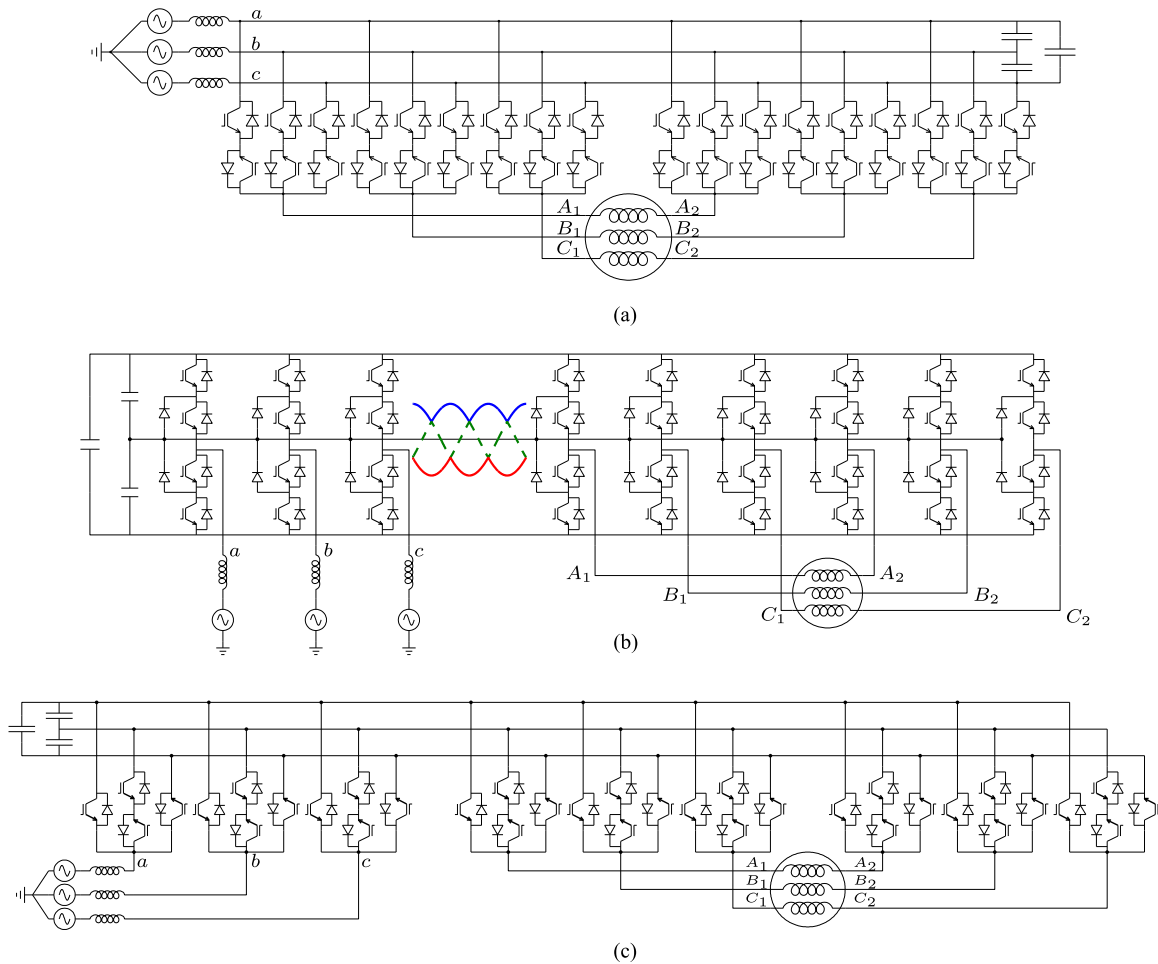 a
b
c
A₁ A₂
B₁ B₂
C₁ C₂
(a)
a b c
A₁ A₂
B₁ B₂
C₁ C₂
(b)
a b c
A₁ A₂
B₁ B₂
C₁ C₂
(c)